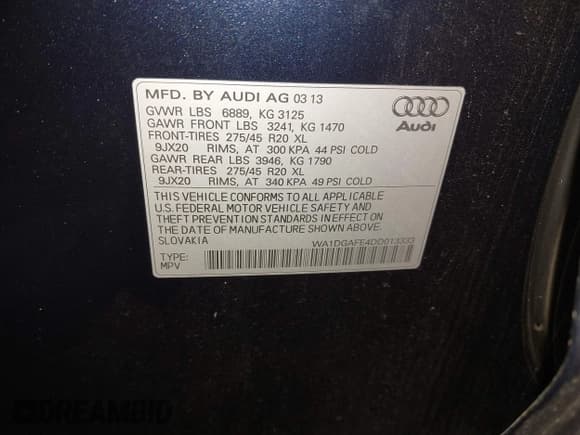 MFD. BY AUDI AG 03 13
GVWR LBS 6889, KG 3125
GAWR FRONT LBS 3241, KG 1470
FRONT-TIRES 275/45 R20 XL
9JX20 RIMS, AT 300 KPA 44 PSI COLD
GAWR REAR LBS 3946, KG 1790
REAR-TIRES 275/45 R20 XL
9JX20 RIMS, AT 340 KPA 49 PSI COLD
Audi
THIS VEHICLE CONFORMS TO ALL APPLICABLE
U.S. FEDERAL MOTOR VEHICLE SAFETY AND
THEFT PREVENTION STANDARDS IN EFFECT ON
THE DATE OF MANUFACTURE SHOWN ABOVE.
SLOVAKIA
WA1DGAFE4DD013333
TYPE:
MPV
DREAMBID